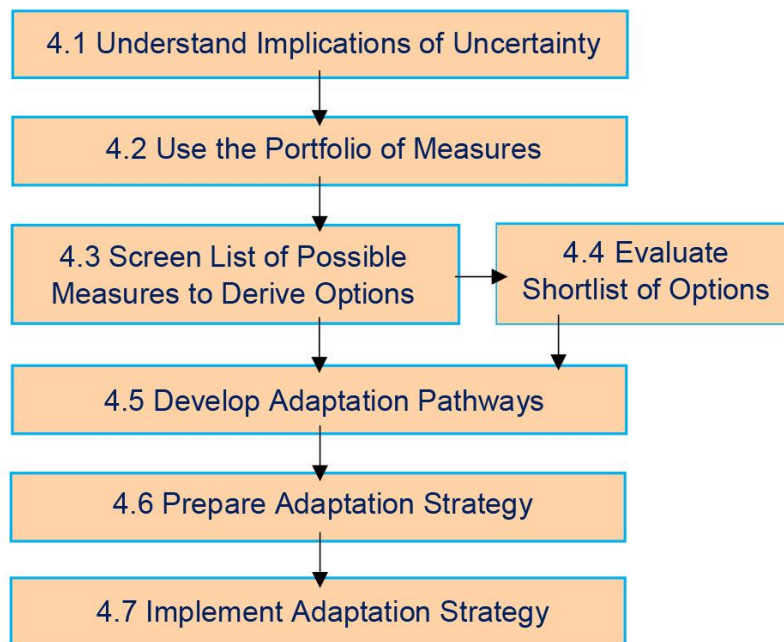 4.1 Understand Implications of Uncertainty
4.2 Use the Portfolio of Measures
4.3 Screen List of Possible
Measures to Derive Options
4.4 Evaluate
Shortlist of Options
4.5 Develop Adaptation Pathways
4.6 Prepare Adaptation Strategy
4.7 Implement Adaptation Strategy